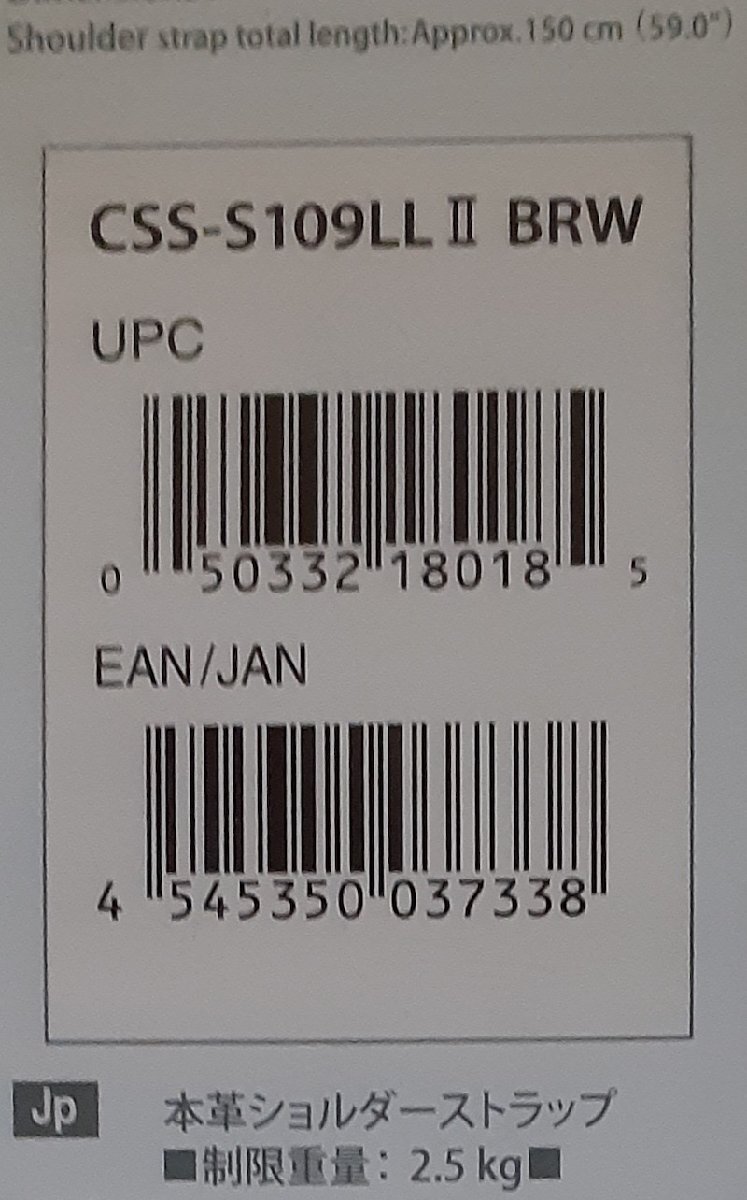 Shoulder strap total length:Approx.150 cm (59.0")
CSS-S109LLⅡ BRW
UPC
0 50332 18018 5
EAN/JAN
4 545350 037338
Jp 本革ショルダーストラップ
■制限重量：2.5 kg■